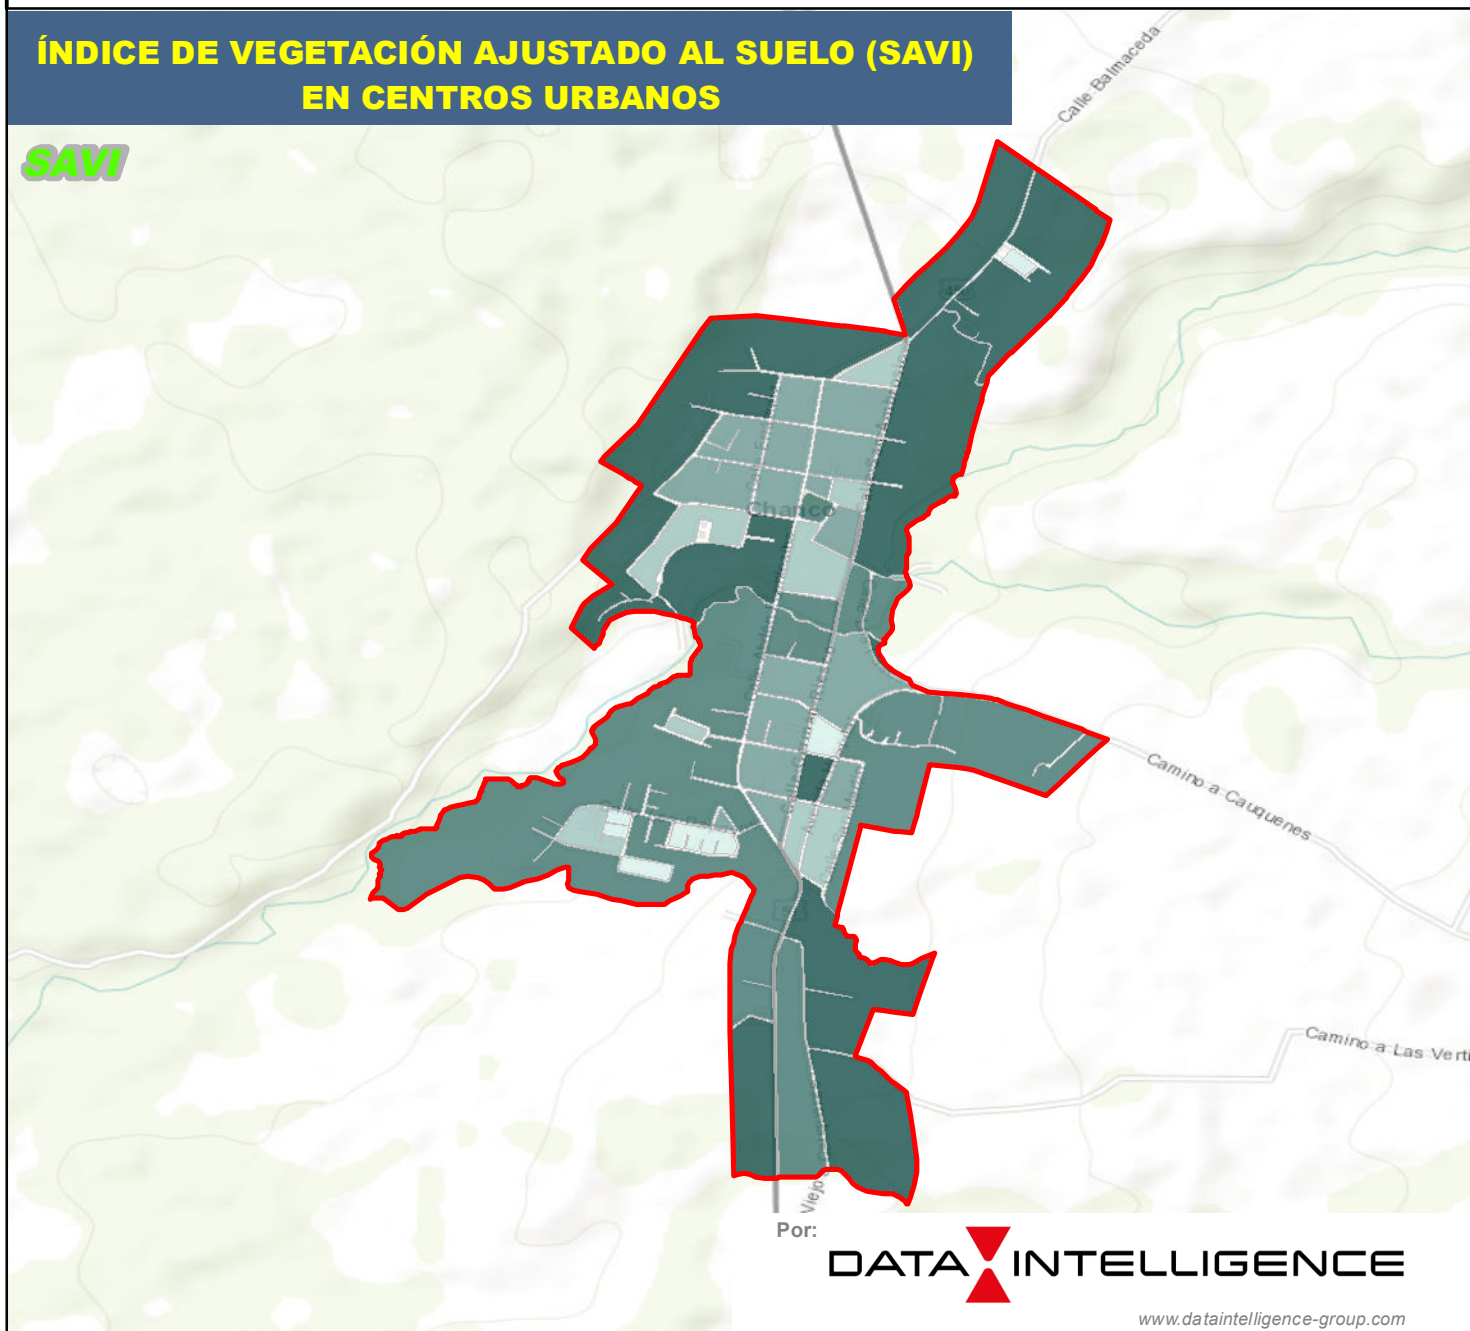 ÍNDICE DE VEGETACIÓN AJUSTADO AL SUELO (SAVI)
EN CENTROS URBANOS
SAVI
Calle Balmaceda
Chanco
Camino a Cauquenes
Camino a Las Verti
Viejo
Por:
DATA INTELLIGENCE
www.dataintelligence-group.com